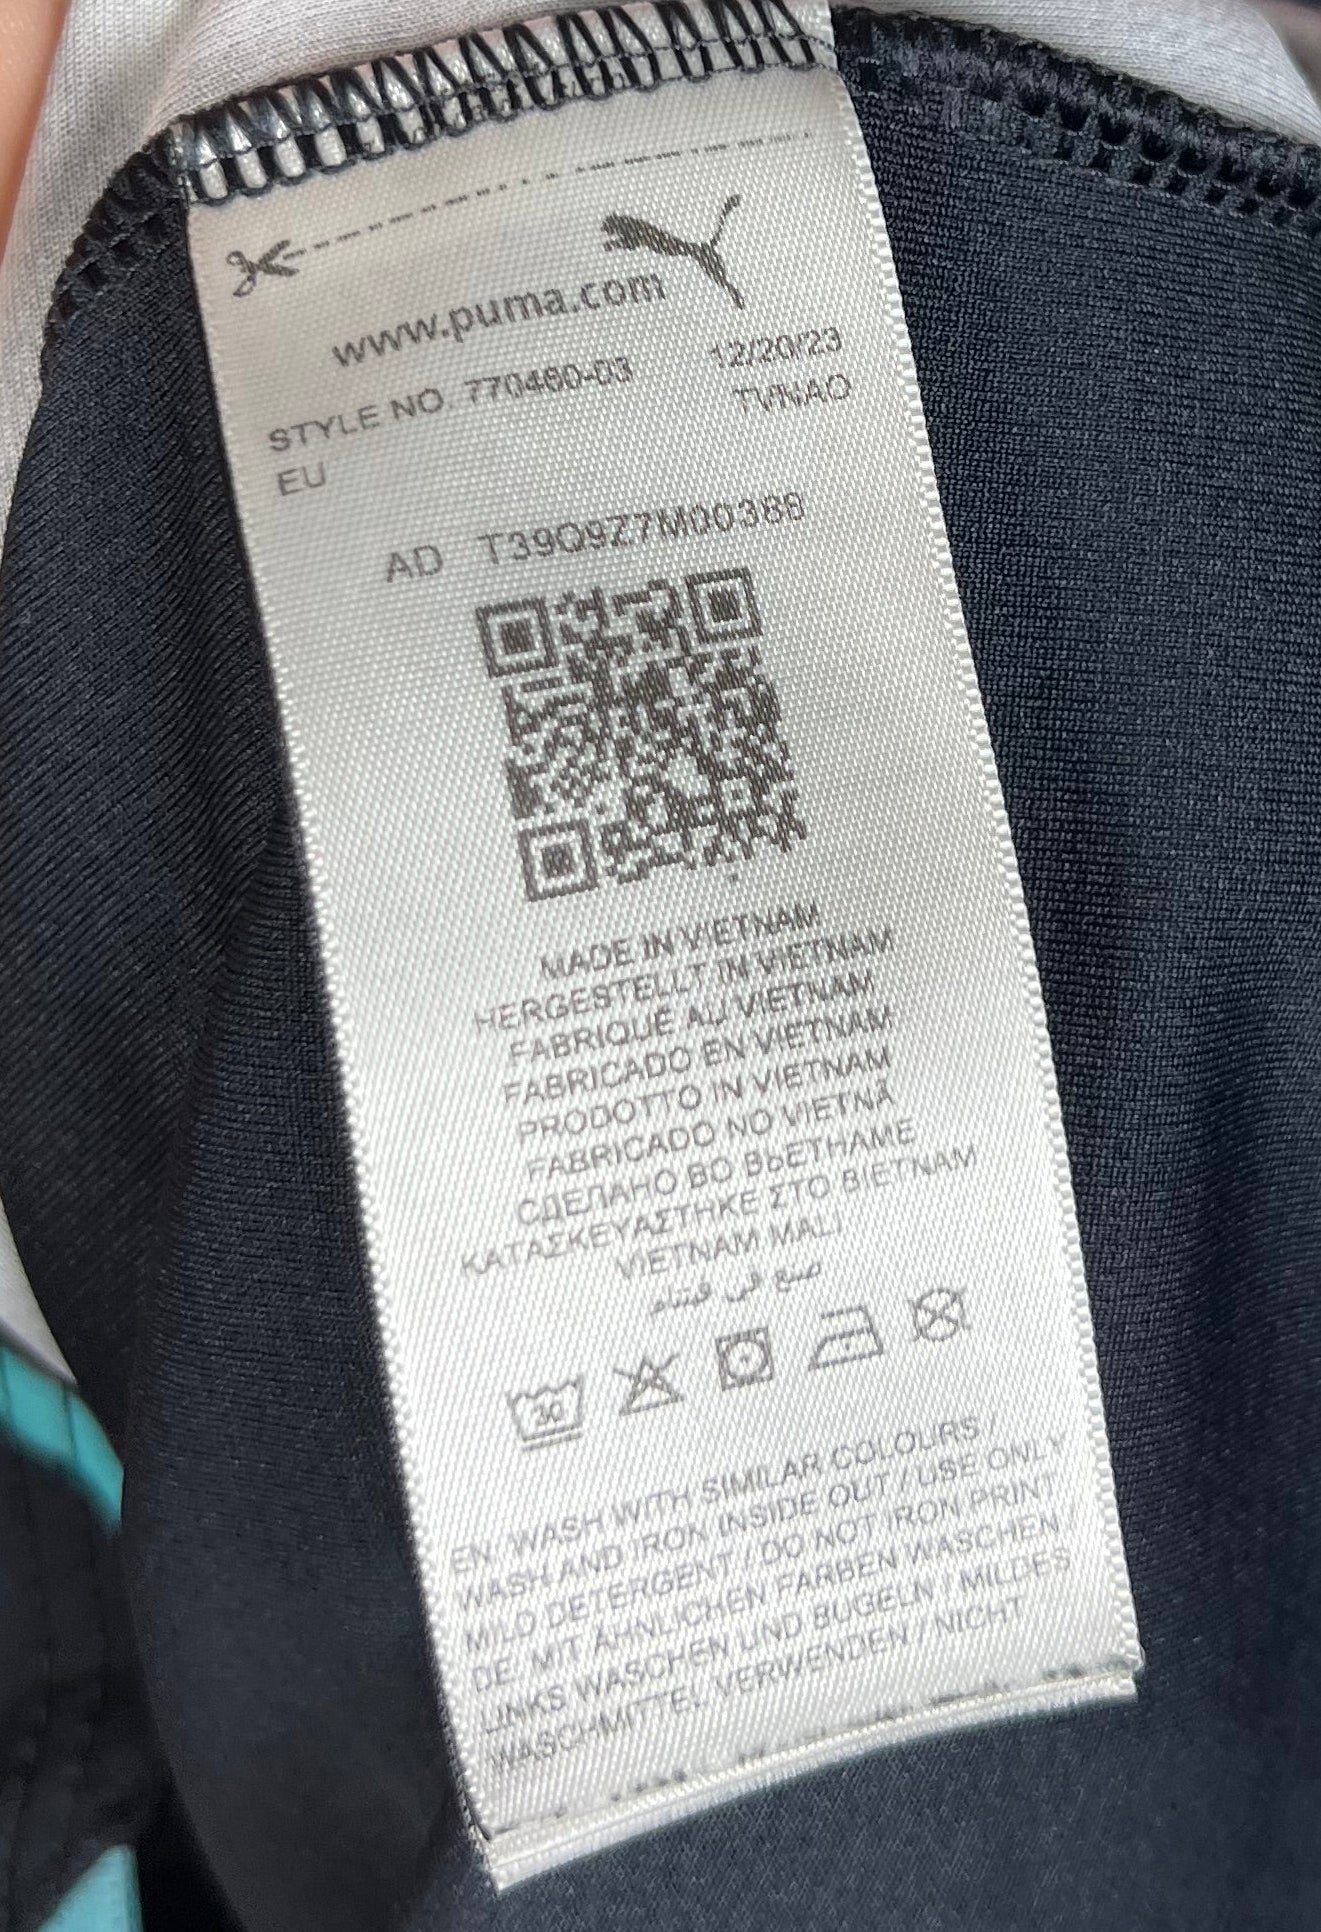 www.puma.com
STYLE NO. 770460-03 12/20/23
EU TVNAO
AD T39Q9Z7M00388
MADE IN VIETNAM
HERGESTELLT IN VIETNAM
FABRIQUÉ AU VIETNAM
FABRICADO EN VIETNAM
PRODOTTO IN VIETNAM
FABRICADO NO VIETNÃ
СДЕЛАНО ВО ВЬЕТНАМЕ
ΚΑΤΑΣΚΕΥΑΣΤΗΚΕ ΣΤΟ ΒΙΕΤΝΑΜ
VIETNAM MALI
صنع في فيتنام
30
EN: WASH WITH SIMILAR COLOURS /
WASH AND IRON INSIDE OUT / USE ONLY
MILD DETERGENT / DO NOT IRON PRINT
DE: MIT ÄHNLICHEN FARBEN WASCHEN /
LINKS WASCHEN UND BÜGELN / MILDES
WASCHMITTEL VERWENDEN / NICHT